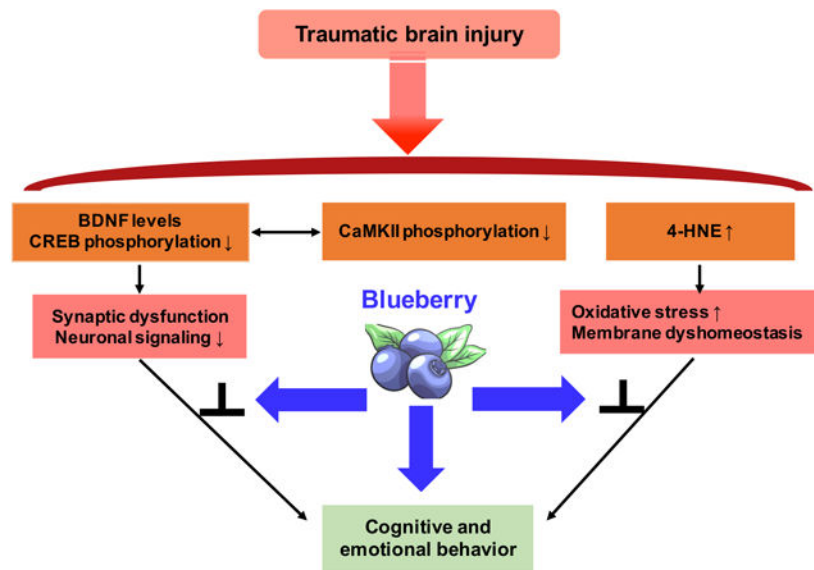 Traumatic brain injury
BDNF levels
CREB phosphorylation ↓
CaMKII phosphorylation ↓
4-HNE ↑
Synaptic dysfunction
Neuronal signaling ↓
Blueberry
Oxidative stress ↑
Membrane dyshomeostasis
Cognitive and
emotional behavior